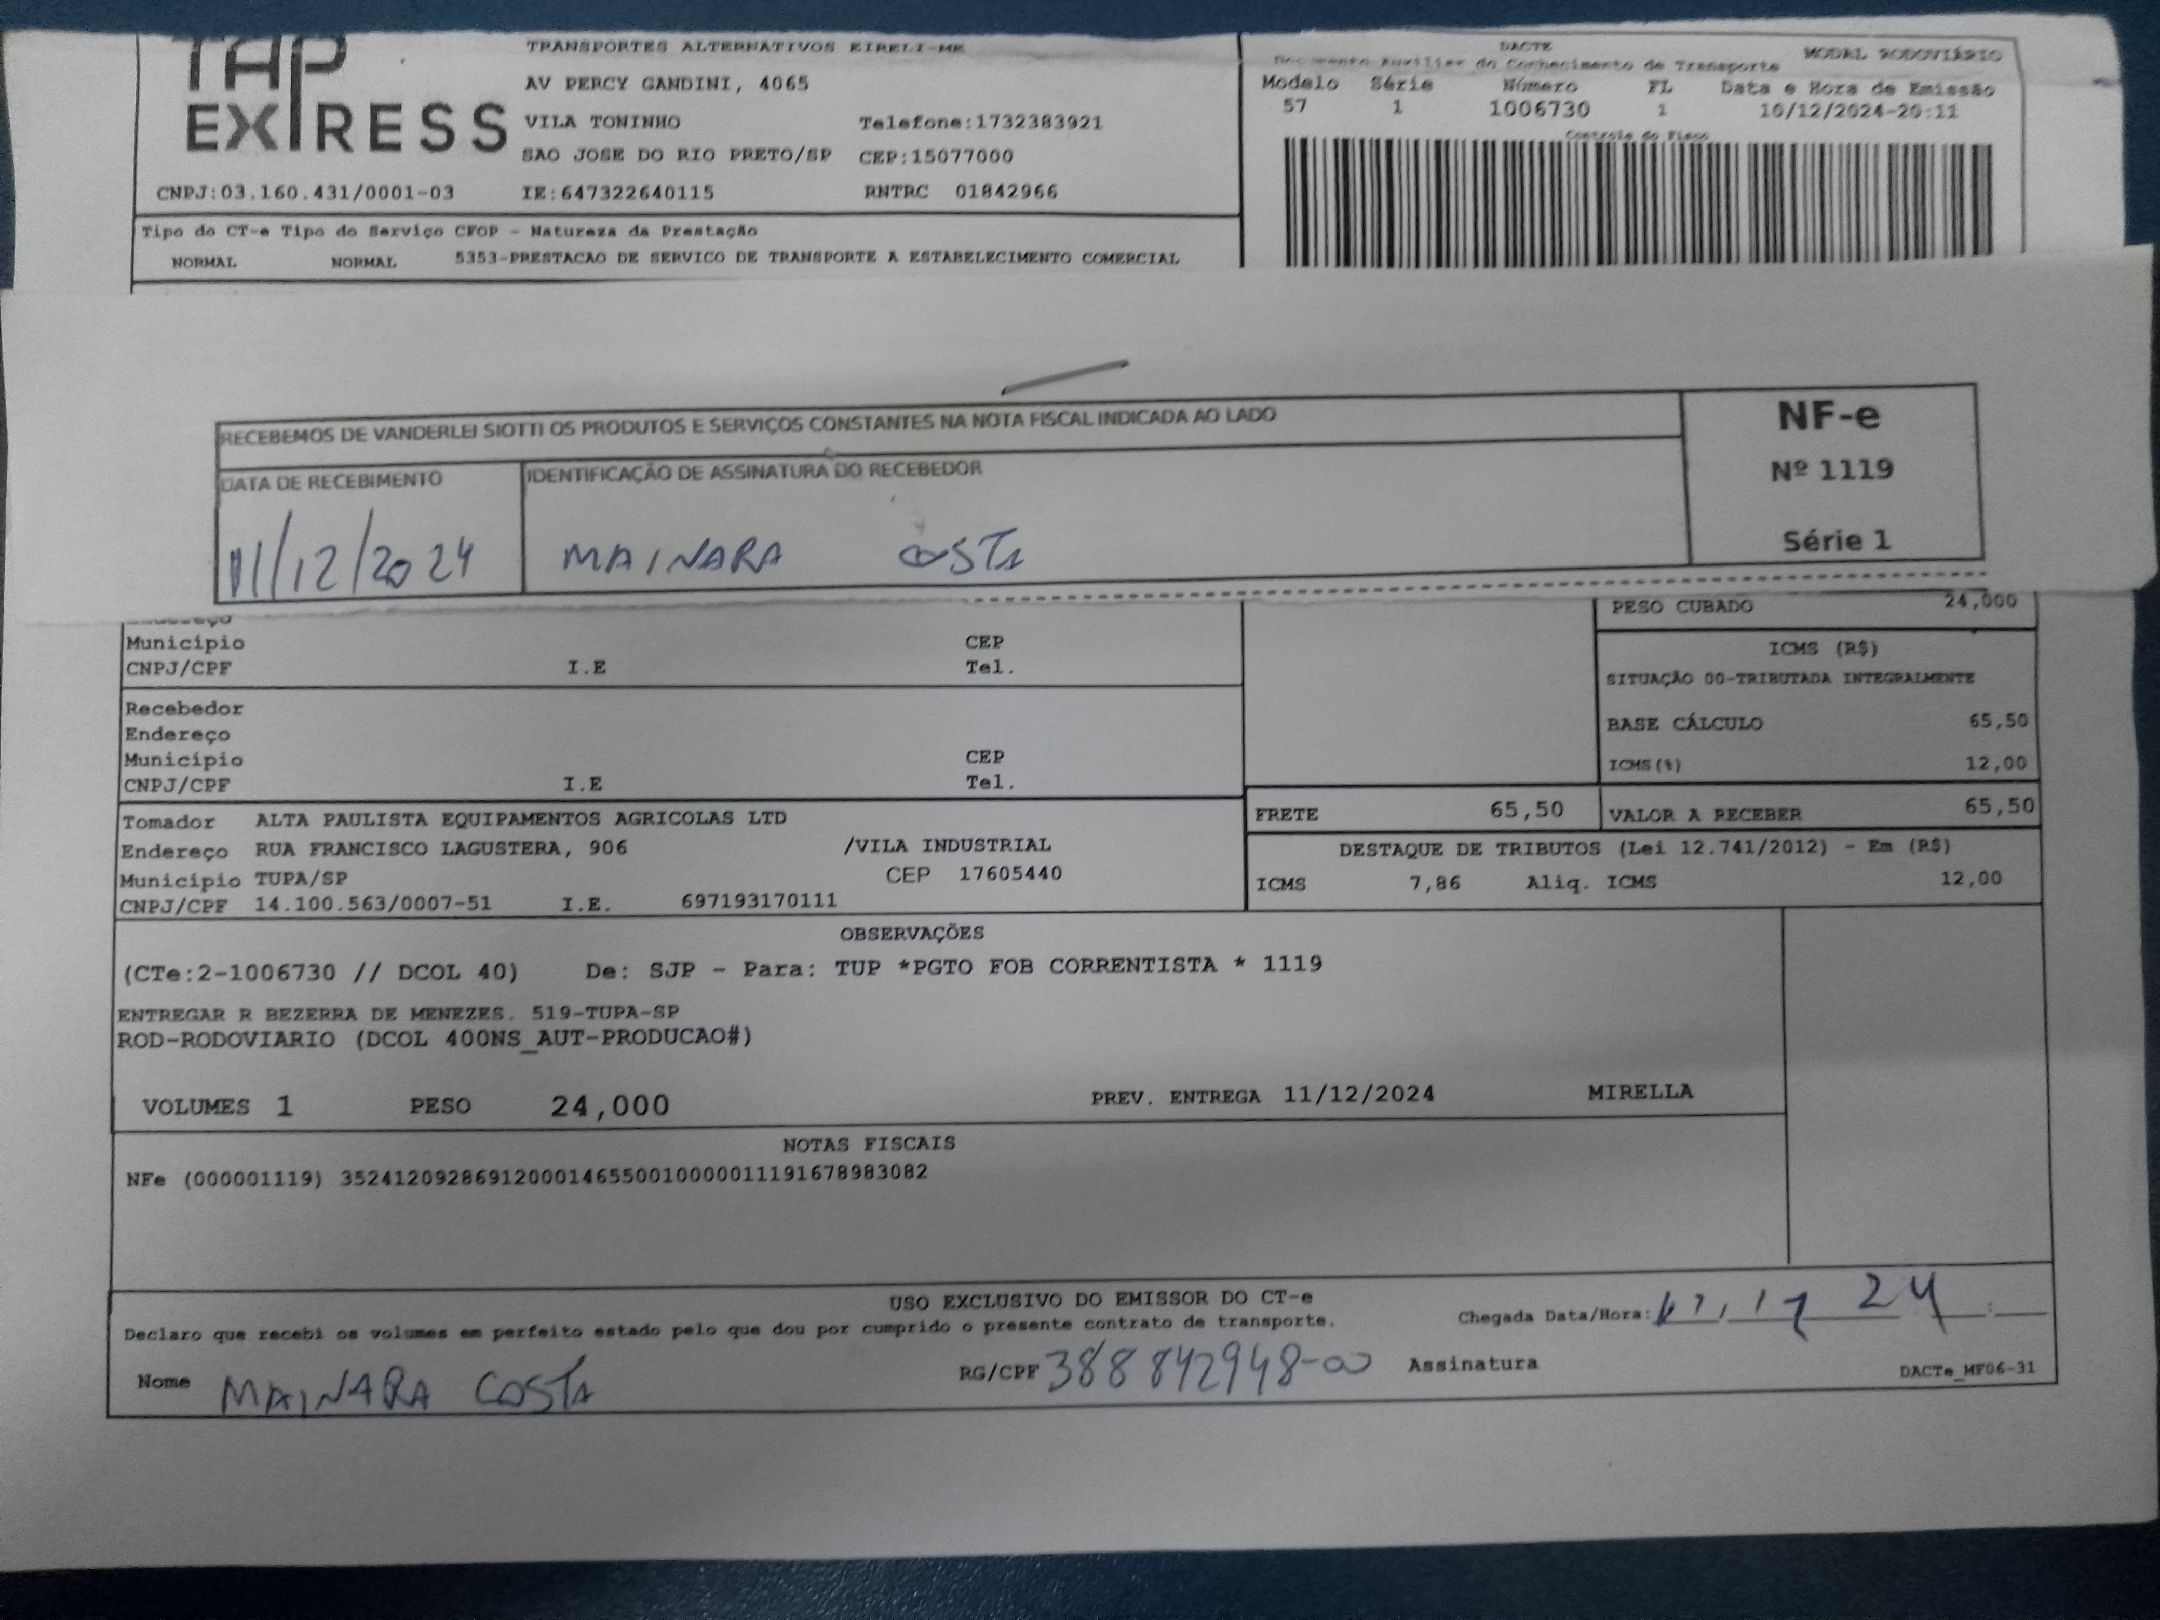 TAP
EXPRESS
TRANSPORTES ALTERNATIVOS EIRELI-ME
AV PERCY GANDINI, 4065
VILA TONINHO Telefone:1732383921
SAO JOSE DO RIO PRETO/SP CEP:15077000
CNPJ:03.160.431/0001-03 IE:647322640115 RNTRC 01842966
DACTE MODAL RODOVIÁRIO
Documento Auxiliar do Conhecimento de Transporte
Modelo Série Número FL Data e Hora de Emissão
57 1 1006730 1 10/12/2024-20:11
Controle do Fisco
Tipo do CT-e Tipo do Serviço CFOP - Natureza da Prestação
NORMAL NORMAL 5353-PRESTACAO DE SERVICO DE TRANSPORTE A ESTABELECIMENTO COMERCIAL
RECEBEMOS DE VANDERLEI SIOTTI OS PRODUTOS E SERVIÇOS CONSTANTES NA NOTA FISCAL INDICADA AO LADO
DATA DE RECEBIMENTO IDENTIFICAÇÃO DE ASSINATURA DO RECEBEDOR
11/12/2024 MAINARA COSTA
NF-e
Nº 1119
Série 1
PESO CUBADO 24,000
Município CEP
CNPJ/CPF I.E Tel.
ICMS (R$)
SITUAÇÃO 00-TRIBUTADA INTEGRALMENTE
BASE CÁLCULO 65,50
ICMS(%) 12,00
Recebedor
Endereço
Município CEP
CNPJ/CPF I.E Tel.
FRETE 65,50 VALOR A RECEBER 65,50
Tomador ALTA PAULISTA EQUIPAMENTOS AGRICOLAS LTD
Endereço RUA FRANCISCO LAGUSTERA, 906 /VILA INDUSTRIAL
Município TUPA/SP CEP 17605440
CNPJ/CPF 14.100.563/0007-51 I.E. 697193170111
DESTAQUE DE TRIBUTOS (Lei 12.741/2012) - Em (R$)
ICMS 7,86 Aliq. ICMS 12,00
OBSERVAÇÕES
(CTe:2-1006730 // DCOL 40) De: SJP - Para: TUP *PGTO FOB CORRENTISTA * 1119
ENTREGAR R BEZERRA DE MENEZES. 519-TUPA-SP
ROD-RODOVIARIO (DCOL 400NS_AUT-PRODUCAO#)
VOLUMES 1 PESO 24,000 PREV. ENTREGA 11/12/2024 MIRELLA
NOTAS FISCAIS
NFe (000001119) 35241209286912000146550010000011191678983082
USO EXCLUSIVO DO EMISSOR DO CT-e
Declaro que recebi os volumes em perfeito estado pelo que dou por cumprido o presente contrato de transporte.
Chegada Data/Hora: 24
Nome MAINARA COSTA RG/CPF 388842948-00 Assinatura
DACTe_MF06-31